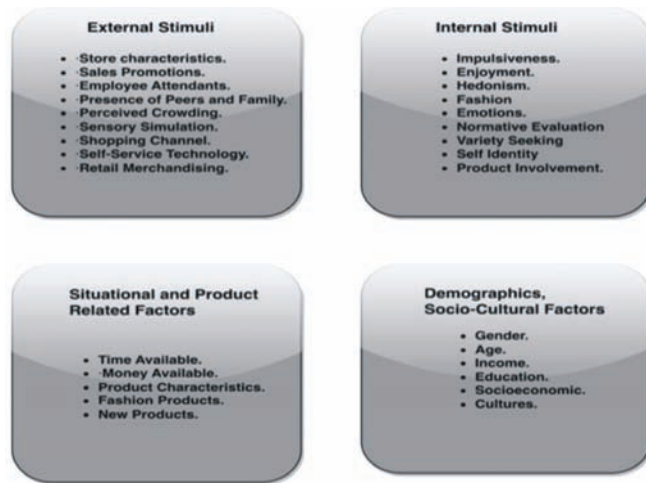 External Stimuli
• ·Store characteristics.
• ·Sales Promotions.
• ·Employee Attendants.
• ·Presence of Peers and Family.
• ·Perceived Crowding.
• ·Sensory Simulation.
• ·Shopping Channel.
• ·Self-Service Technology.
• ·Retail Merchandising.
Internal Stimuli
• Impulsiveness.
• Enjoyment.
• Hedonism.
• Fashion
• Emotions.
• Normative Evaluation
• Variety Seeking
• Self Identity
• Product Involvement.
Situational and Product
Related Factors
• Time Available.
• ·Money Available.
• Product Characteristics.
• Fashion Products.
• New Products.
Demographics,
Socio-Cultural Factors
• Gender.
• Age.
• Income.
• Education.
• Socioeconomic.
• Cultures.